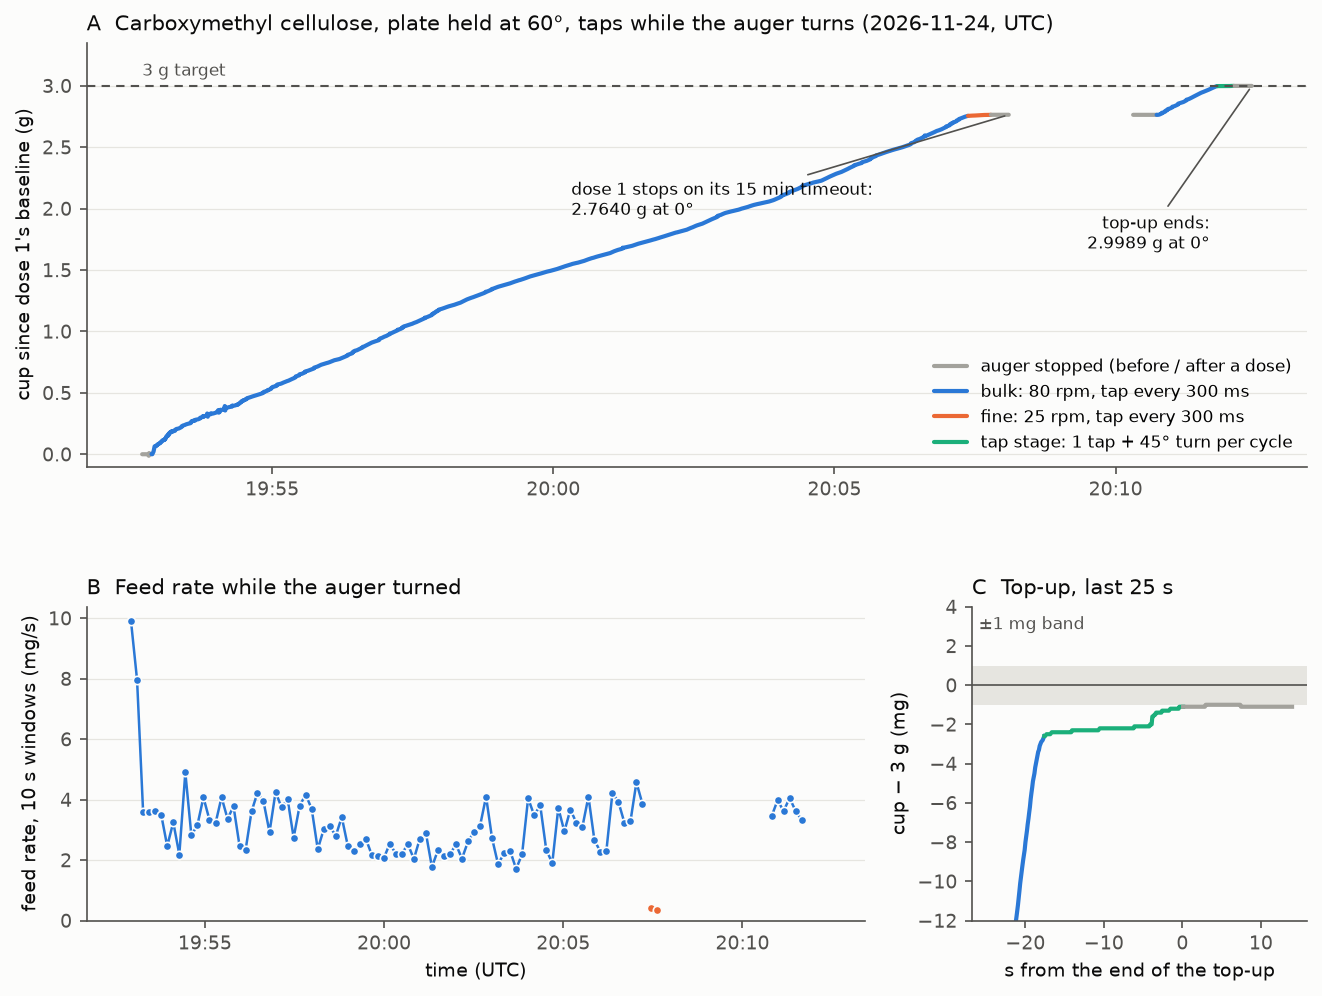 A  Carboxymethyl cellulose, plate held at 60°, taps while the auger turns (2026-11-24, UTC)
cup since dose 1's baseline (g)
3.0
2.5
2.0
1.5
1.0
0.5
0.0
3 g target
dose 1 stops on its 15 min timeout:
2.7640 g at 0°
top-up ends:
2.9989 g at 0°
auger stopped (before / after a dose)
bulk: 80 rpm, tap every 300 ms
fine: 25 rpm, tap every 300 ms
tap stage: 1 tap + 45° turn per cycle
19:55
20:00
20:05
20:10
B  Feed rate while the auger turned
feed rate, 10 s windows (mg/s)
10
8
6
4
2
0
19:55
20:00
20:05
20:10
time (UTC)
C  Top-up, last 25 s
cup − 3 g (mg)
4
2
0
−2
−4
−6
−8
−10
−12
±1 mg band
−20
−10
0
10
s from the end of the top-up